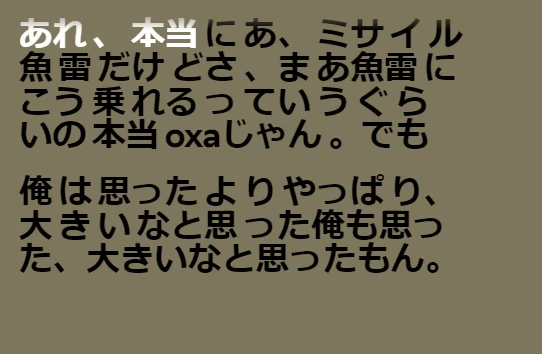 あれ、本当にあ、ミサイル
魚雷だけどさ、まあ魚雷に
こう乗れるっていうぐら
いの本当oxaじゃん。でも
俺は思ったよりやっぱり、
大きいなと思った俺も思っ
た、大きいなと思ったもん。